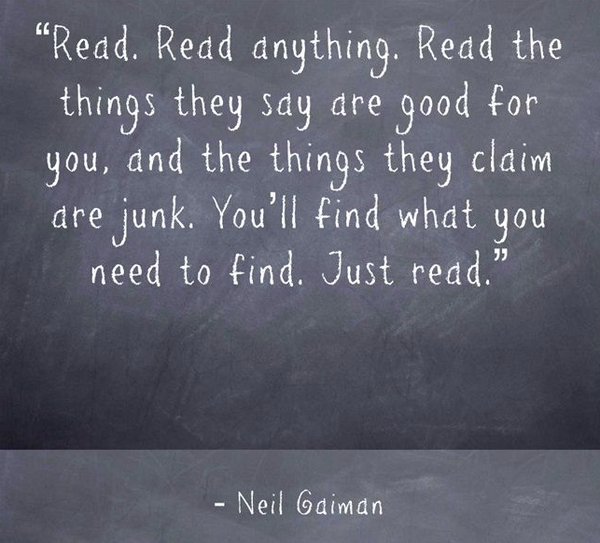 “Read. Read anything. Read the
things they say are good for
you, and the things they claim
are junk. You’ll find what you
need to find. Just read.”
- Neil Gaiman